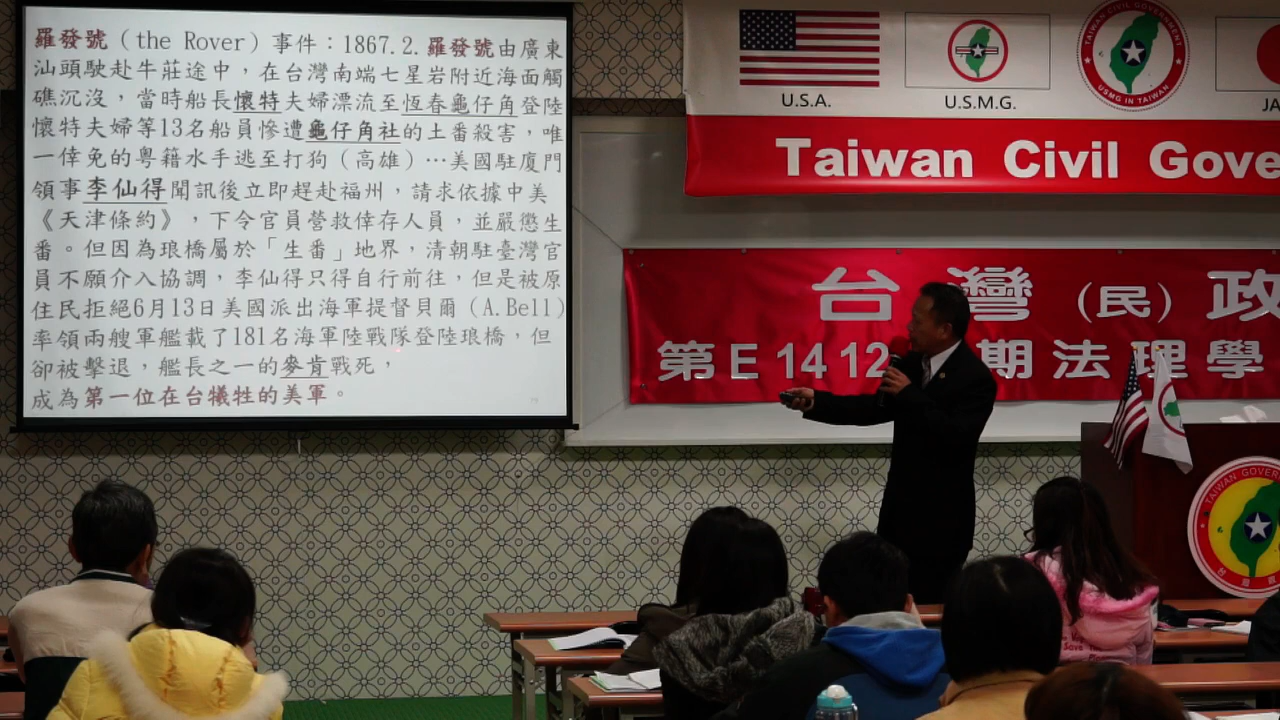 羅發號（the Rover）事件：1867.2.羅發號由廣東
汕頭駛赴牛莊途中，在台灣南端七星岩附近海面觸
礁沉沒，當時船長懷特夫婦漂流至恆春龜仔角登陸
懷特夫婦等13名船員慘遭龜仔角社的土番殺害，唯
一倖免的粵籍水手逃至打狗（高雄）…美國駐廈門
領事李仙得聞訊後立即趕赴福州，請求依據中美
《天津條約》，下令官員營救倖存人員，並嚴懲生
番。但因為琅橋屬於「生番」地界，清朝駐臺灣官
員不願介入協調，李仙得只得自行前往，但是被原
住民拒絕6月13日美國派出海軍提督貝爾（A.Bell）
率領兩艘軍艦載了181名海軍陸戰隊登陸琅橋，但
卻被擊退，艦長之一的麥肯戰死，
成為第一位在台犧牲的美軍。
U.S.A.
U.S.M.G.
JA
TAIWAN CIVIL GOVERNMENT
USMG IN TAIWAN
Taiwan Civil Gove
台灣（民）政
第E1412 期法理學